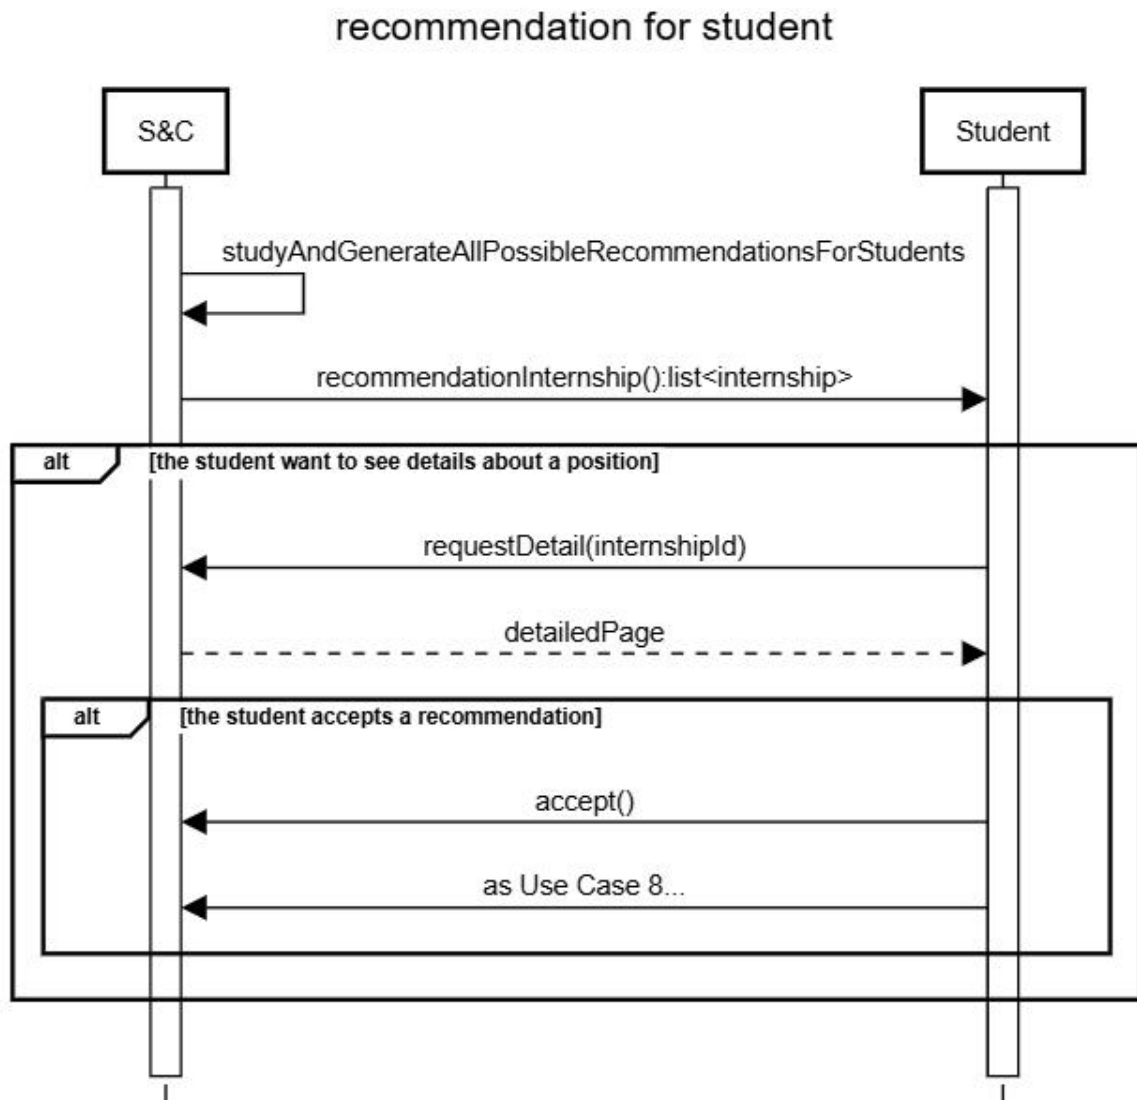 recommendation for student
S&C
Student
studyAndGenerateAllPossibleRecommendationsForStudents
recommendationInternship():list<internship>
alt
[the student want to see details about a position]
requestDetail(internshipId)
detailedPage
alt
[the student accepts a recommendation]
accept()
as Use Case 8...